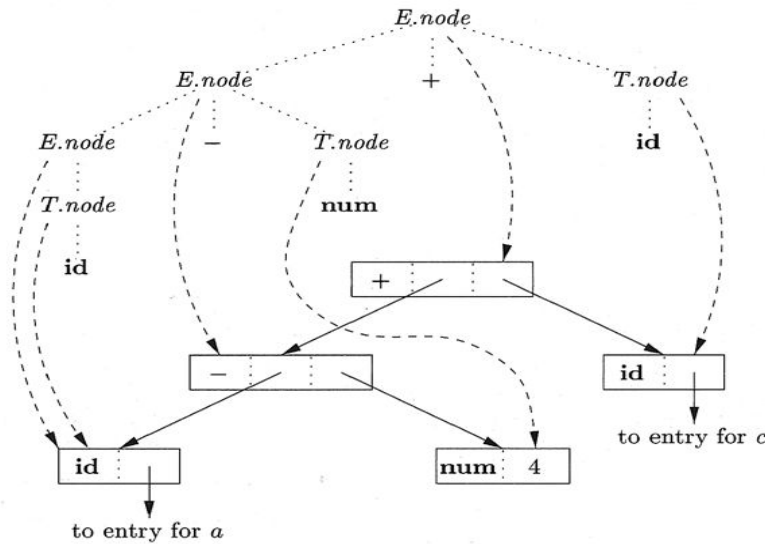 E.node
E.node + T.node
E.node − T.node id
T.node num
id
+
− id
to entry for c
id num 4
to entry for a